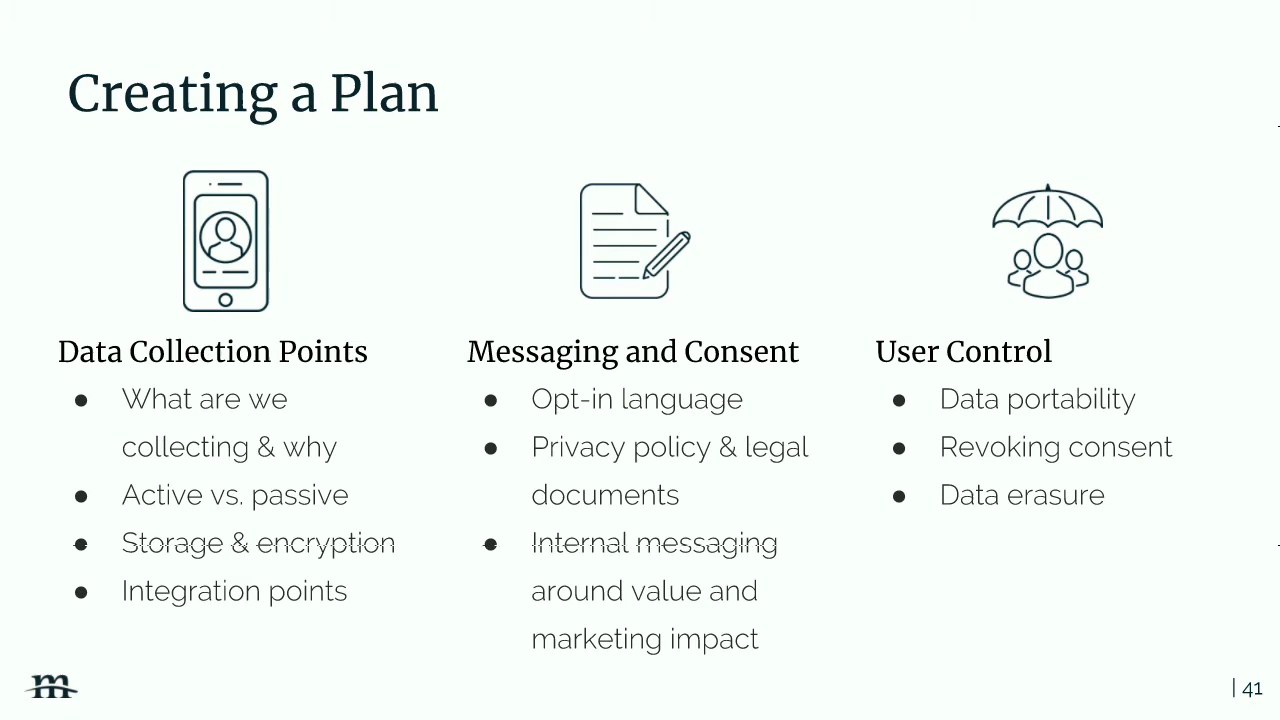 Creating a Plan
Data Collection Points
● What are we
collecting & why
● Active vs. passive
● Storage & encryption
● Integration points
Messaging and Consent
● Opt-in language
● Privacy policy & legal
documents
● Internal messaging
around value and
marketing impact
User Control
● Data portability
● Revoking consent
● Data erasure
m
| 41